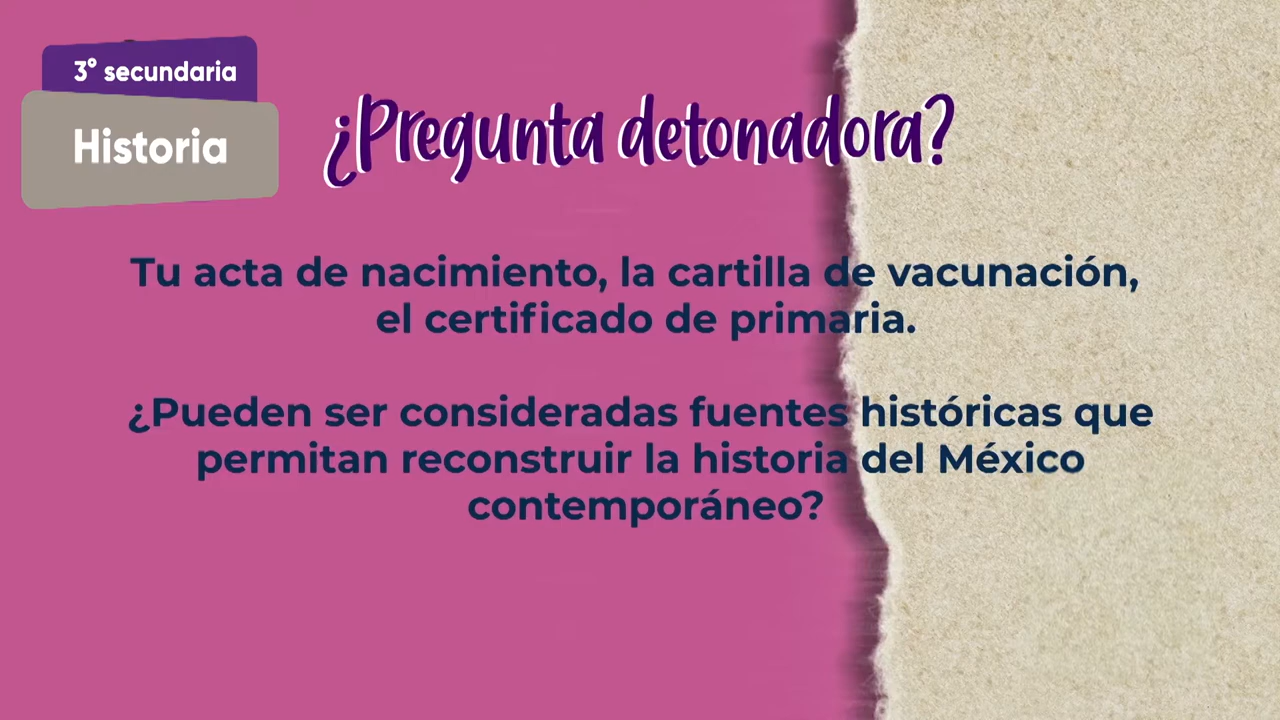 3° secundaria
Historia
¿Pregunta detonadora?
Tu acta de nacimiento, la cartilla de vacunación,
el certificado de primaria.
¿Pueden ser consideradas fuentes históricas que
permitan reconstruir la historia del México
contemporáneo?